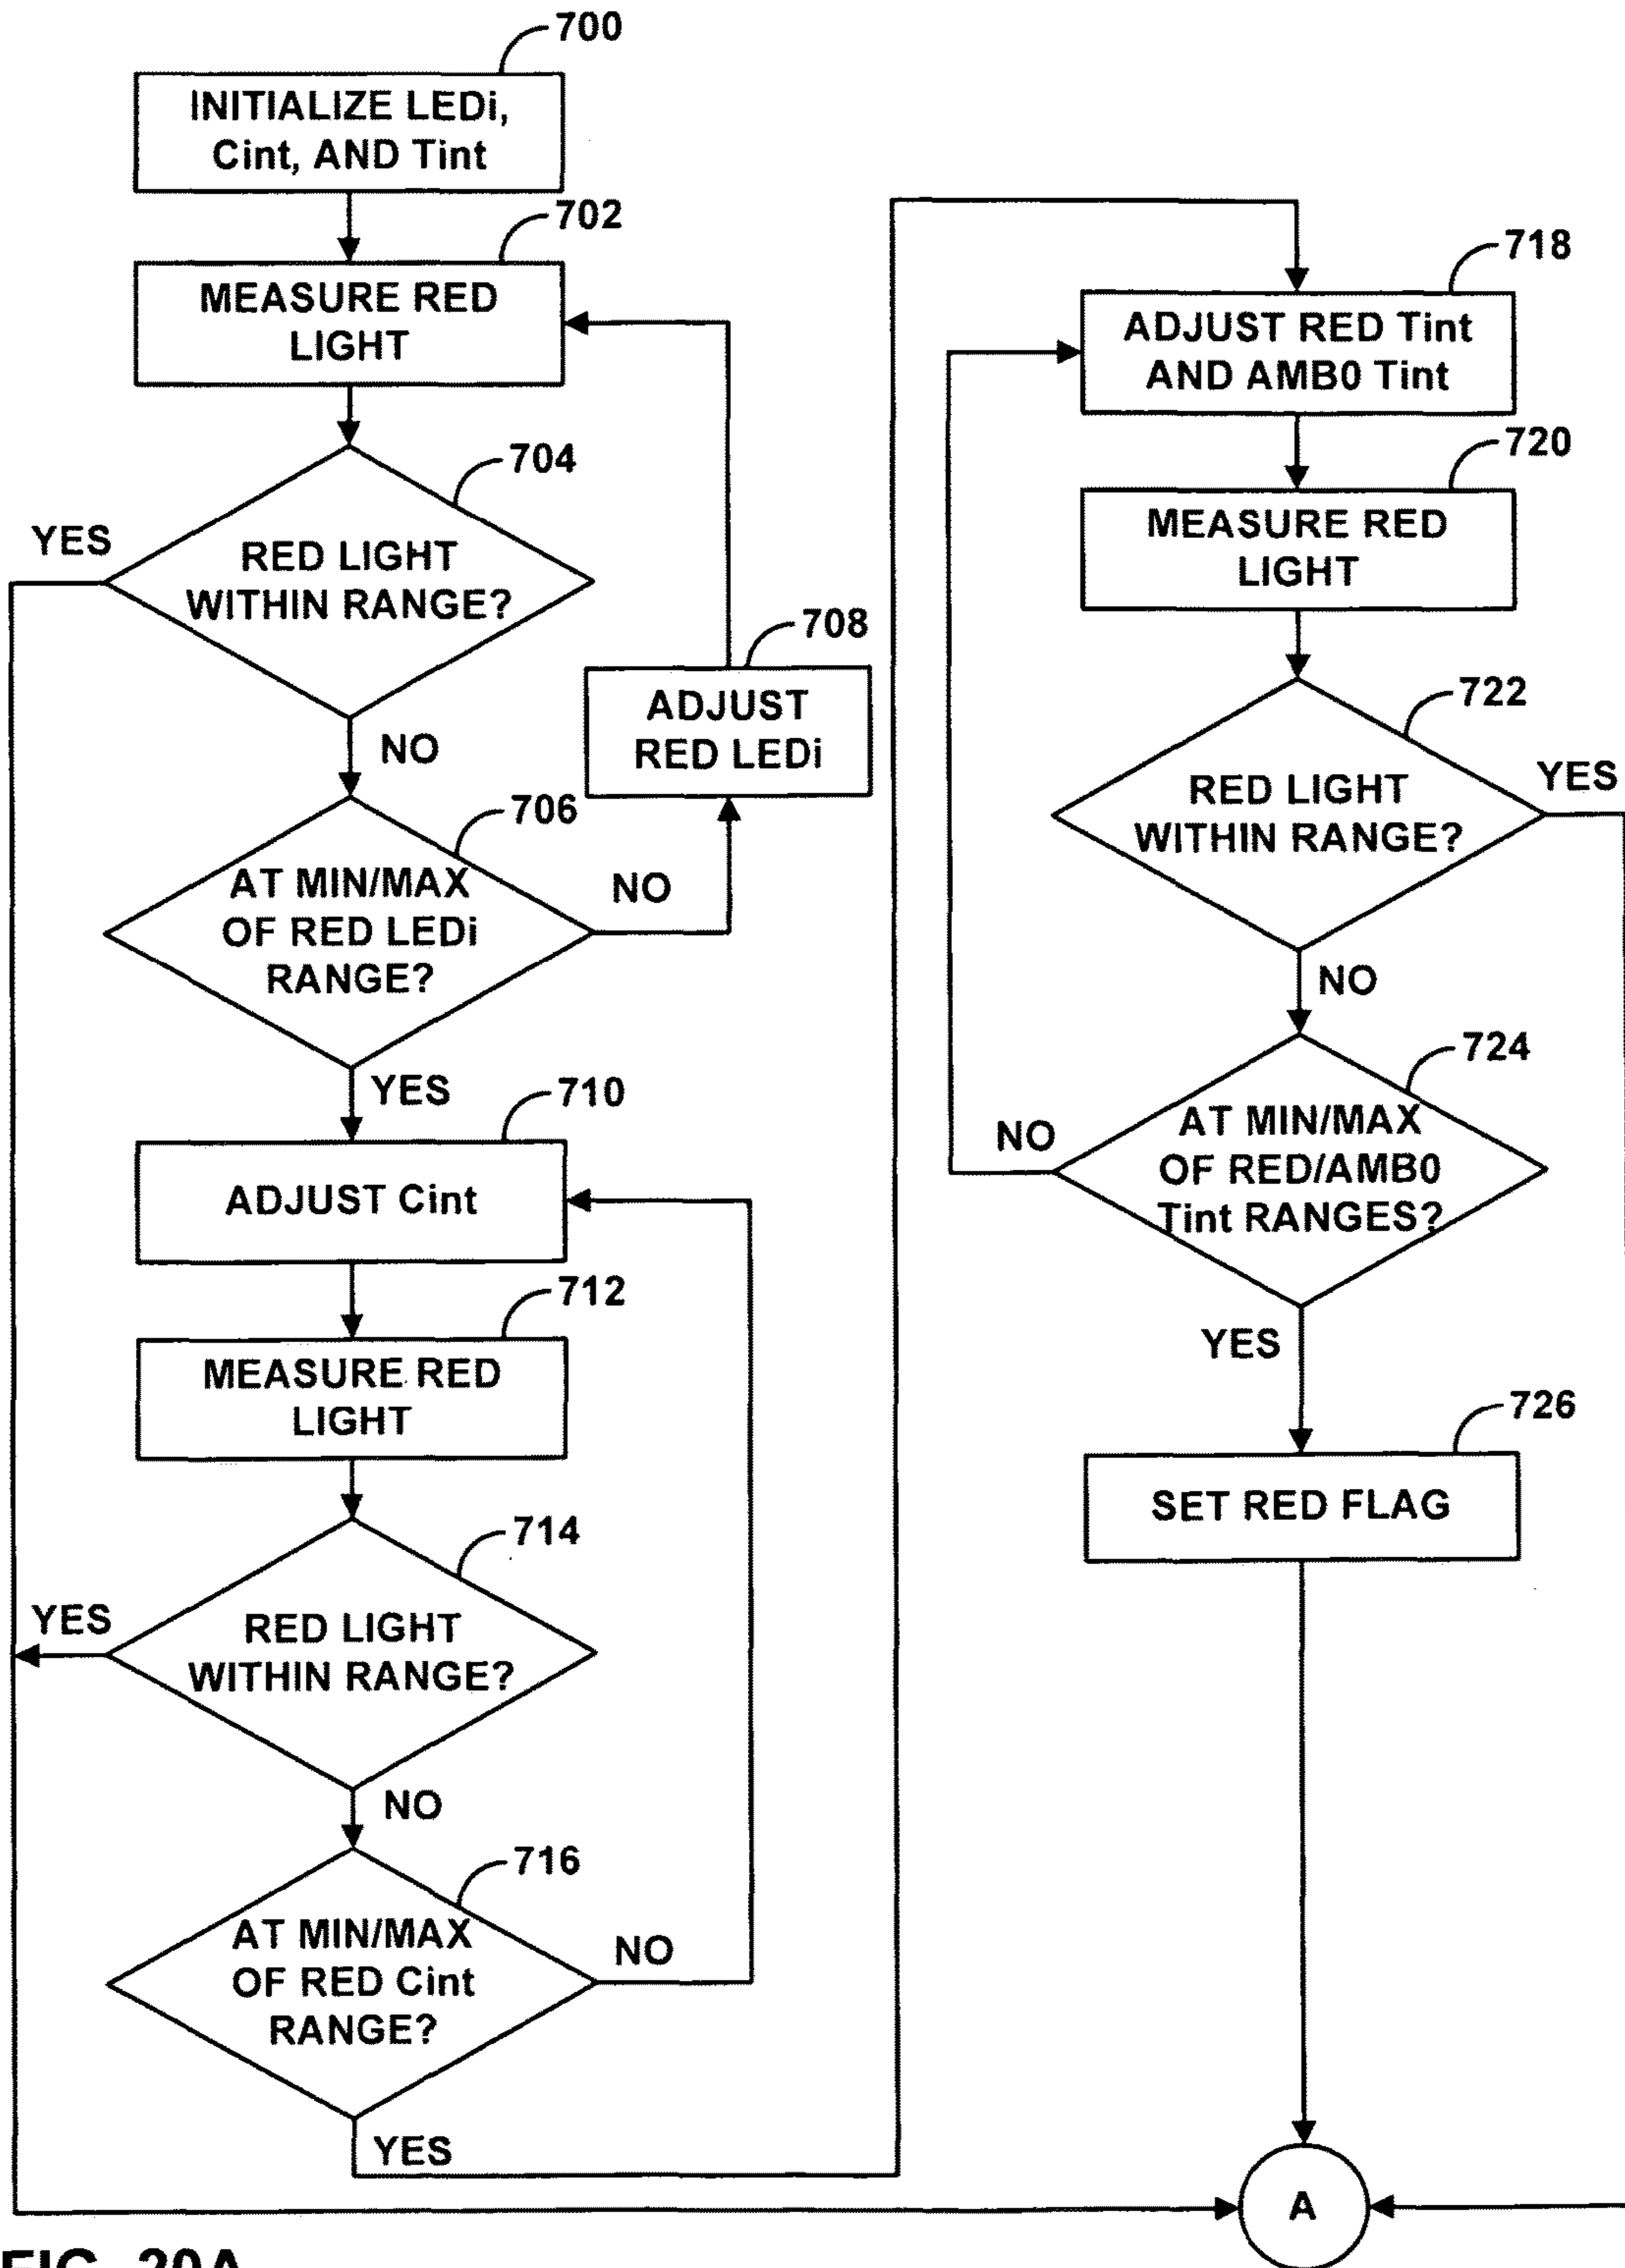 700
INITIALIZE LEDi,
Cint, AND Tint
702
MEASURE RED
LIGHT
704
YES
RED LIGHT
WITHIN RANGE?
708
ADJUST
RED LEDi
NO
706
AT MIN/MAX
OF RED LEDi
RANGE?
NO
YES
710
ADJUST Cint
712
MEASURE RED
LIGHT
714
YES
RED LIGHT
WITHIN RANGE?
NO
716
AT MIN/MAX
OF RED Cint
RANGE?
NO
YES
718
ADJUST RED Tint
AND AMB0 Tint
720
MEASURE RED
LIGHT
722
YES
RED LIGHT
WITHIN RANGE?
NO
724
NO
AT MIN/MAX
OF RED/AMB0
Tint RANGES?
YES
726
SET RED FLAG
A
FIG. 20A